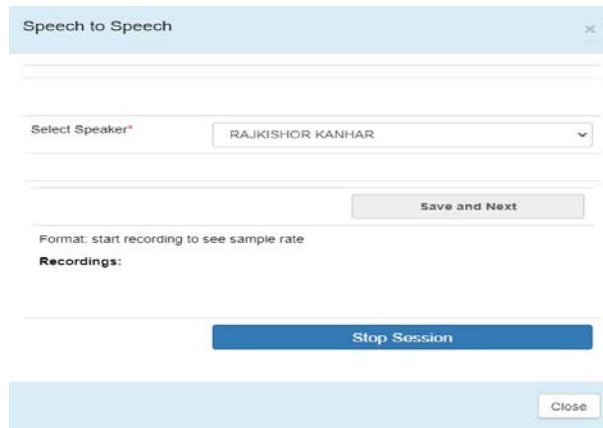 Speech to Speech
×
Select Speaker*
RAJKISHOR KANHAR
Save and Next
Format: start recording to see sample rate
Recordings:
Stop Session
Close